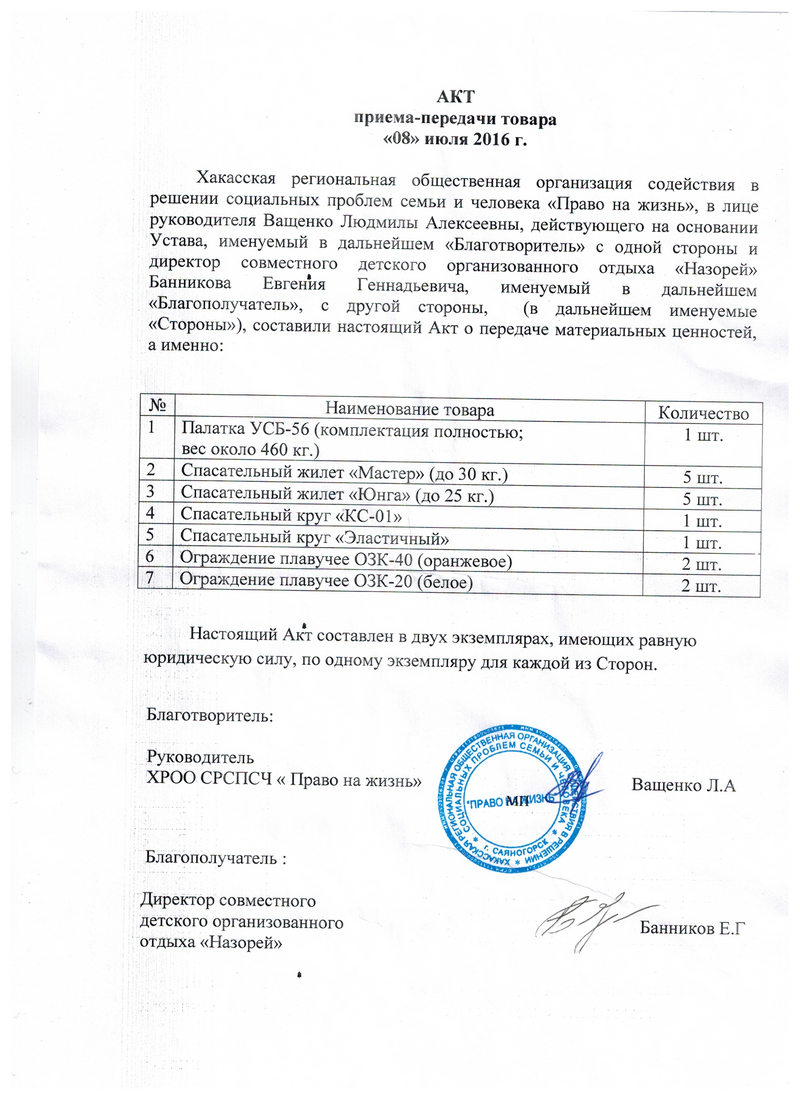 АКТ
приема-передачи товара
«08» июля 2016 г.
Хакасская региональная общественная организация содействия в
решении социальных проблем семьи и человека «Право на жизнь», в лице
руководителя Ващенко Людмилы Алексеевны, действующего на основании
Устава, именуемый в дальнейшем «Благотворитель» с одной стороны и
директор совместного детского организованного отдыха «Назорей»
Банникова Евгения Геннадьевича, именуемый в дальнейшем
«Благополучатель», с другой стороны, (в дальнейшем именуемые
«Стороны»), составили настоящий Акт о передаче материальных ценностей,
а именно:
№ Наименование товара Количество
1 Палатка УСБ-56 (комплектация полностью; 1 шт.
вес около 460 кг.)
2 Спасательный жилет «Мастер» (до 30 кг.) 5 шт.
3 Спасательный жилет «Юнга» (до 25 кг.) 5 шт.
4 Спасательный круг «КС-01» 1 шт.
5 Спасательный круг «Эластичный» 1 шт.
6 Ограждение плавучее ОЗК-40 (оранжевое) 2 шт.
7 Ограждение плавучее ОЗК-20 (белое) 2 шт.
Настоящий Акт составлен в двух экземплярах, имеющих равную
юридическую силу, по одному экземпляру для каждой из Сторон.
Благотворитель:
Руководитель
ХРОО СРСПСЧ « Право на жизнь» Ващенко Л.А
МП
ХАКАССКАЯ РЕГИОНАЛЬНАЯ ОБЩЕСТВЕННАЯ ОРГАНИЗАЦИЯ СОДЕЙСТВИЯ В РЕШЕНИИ
СОЦИАЛЬНЫХ ПРОБЛЕМ СЕМЬИ И ЧЕЛОВЕКА
"ПРАВО НА ЖИЗНЬ"
г. САЯНОГОРСК
Благополучатель :
Директор совместного
детского организованного
отдыха «Назорей» Банников Е.Г